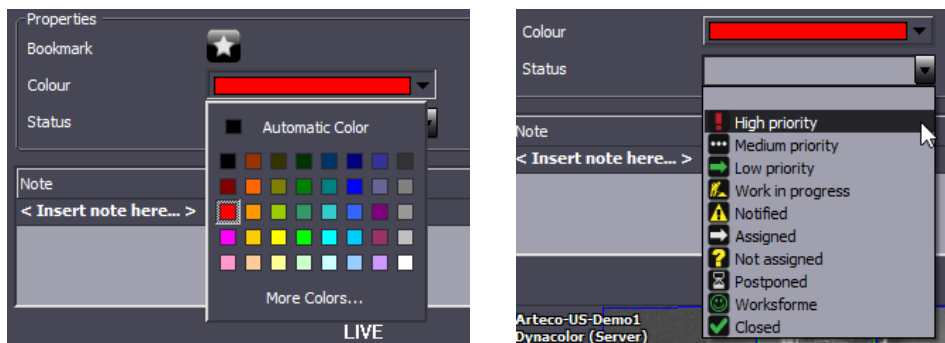 Properties
Bookmark
Colour
Status
Automatic Color
Note
< Insert note here... >
More Colors...
LIVE
Colour
Status
High priority
Note
Medium priority
< Insert note here... >
Low priority
Work in progress
Notified
Assigned
Not assigned
Postponed
Worksforme
Arteco-US-Demo1
Closed
Dynacolor (Server)